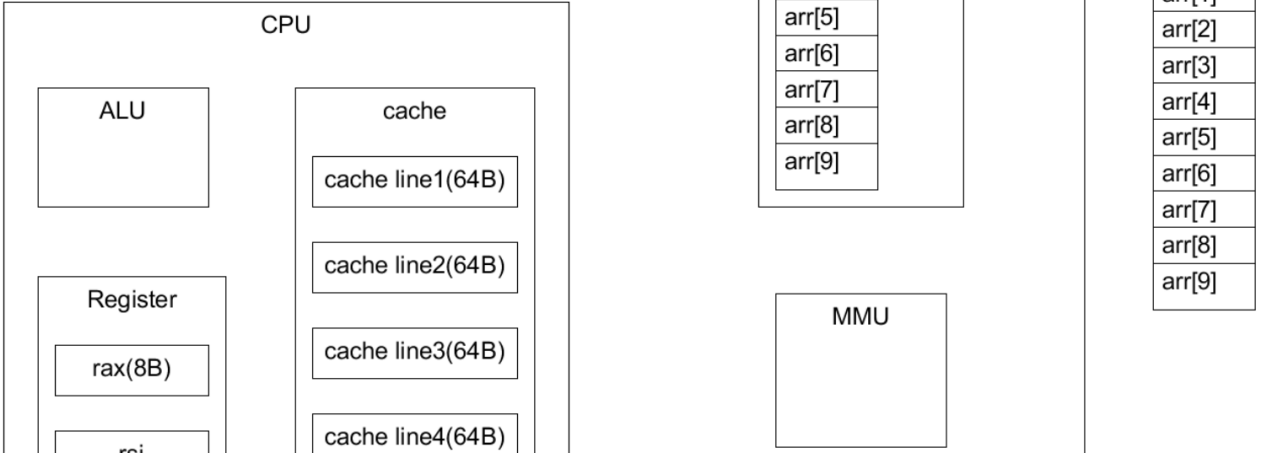 CPU
ALU
cache
cache line1(64B)
cache line2(64B)
Register
cache line3(64B)
rax(8B)
cache line4(64B)
arr[5]
arr[6]
arr[7]
arr[8]
arr[9]
MMU
arr[2]
arr[3]
arr[4]
arr[5]
arr[6]
arr[7]
arr[8]
arr[9]